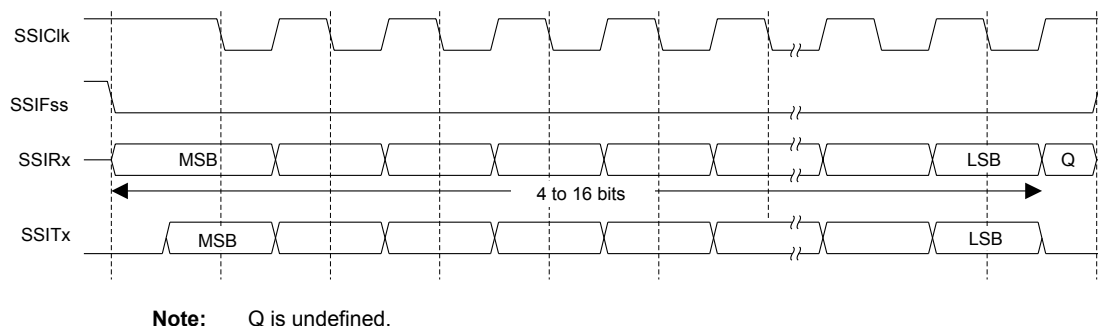 SSIClk
SSIFss
SSIRx MSB LSB Q
4 to 16 bits
SSITx MSB LSB
Note: Q is undefined.